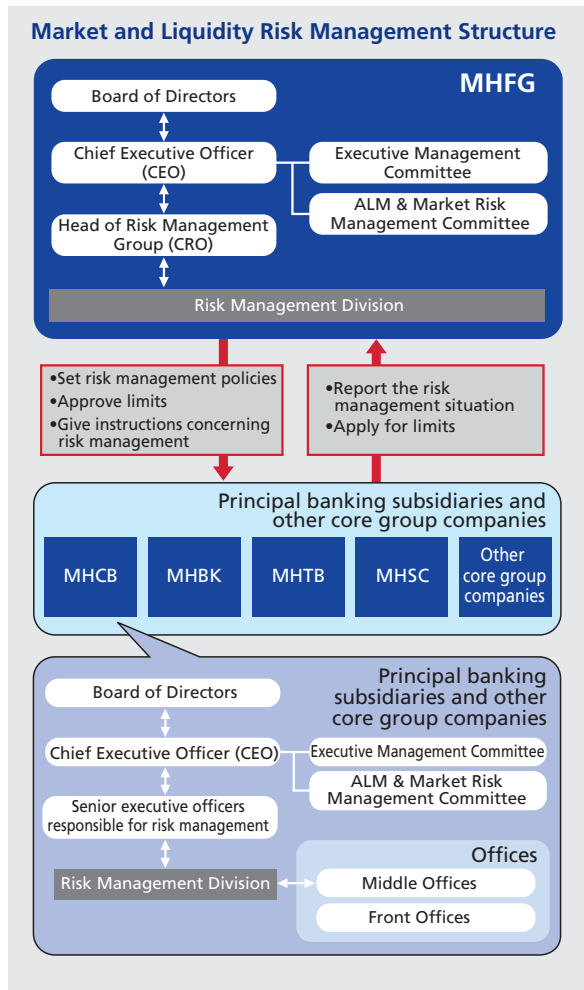 Market and Liquidity Risk Management Structure
MHFG
Board of Directors
Chief Executive Officer
(CEO)
Executive Management
Committee
ALM & Market Risk
Management Committee
Head of Risk Management
Group (CRO)
Risk Management Division
•Set risk management policies
•Approve limits
•Give instructions concerning
risk management
•Report the risk
management situation
•Apply for limits
Principal banking subsidiaries and
other core group companies
MHCB
MHBK
MHTB
MHSC
Other
core group
companies
Principal banking
subsidiaries and other
core group companies
Board of Directors
Chief Executive Officer (CEO)
Executive Management Committee
ALM & Market Risk
Management Committee
Senior executive officers
responsible for risk management
Risk Management Division
Offices
Middle Offices
Front Offices